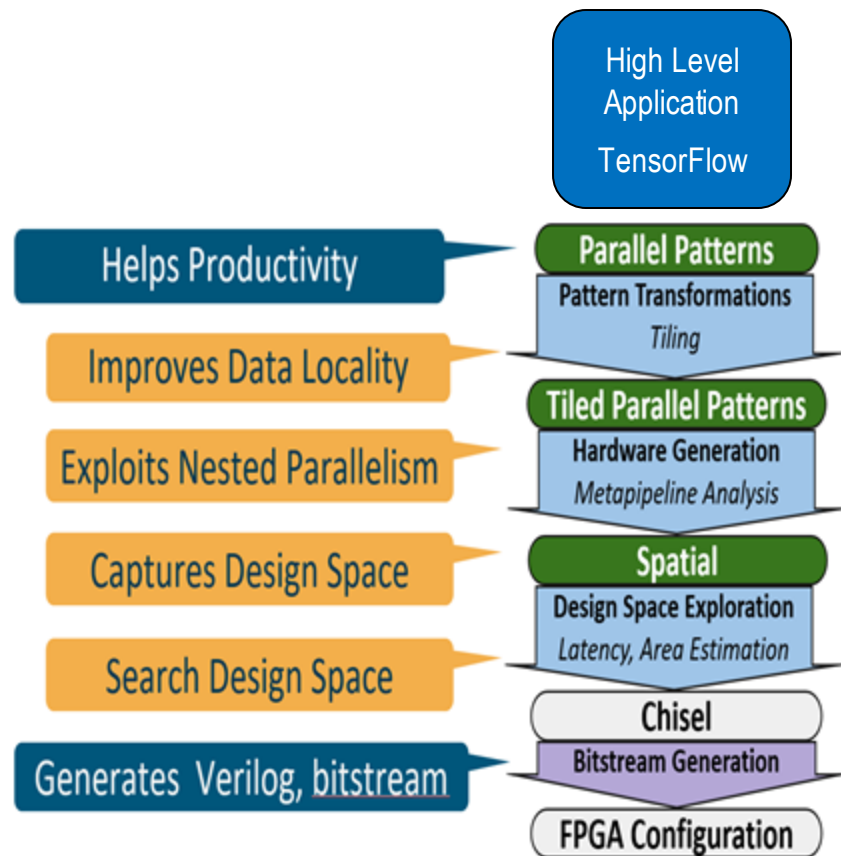 High Level
Application
TensorFlow
Helps Productivity
Parallel Patterns
Pattern Transformations
Tiling
Improves Data Locality
Tiled Parallel Patterns
Exploits Nested Parallelism
Hardware Generation
Metapipeline Analysis
Captures Design Space
Spatial
Design Space Exploration
Latency, Area Estimation
Search Design Space
Chisel
Generates Verilog, bitstream
Bitstream Generation
FPGA Configuration